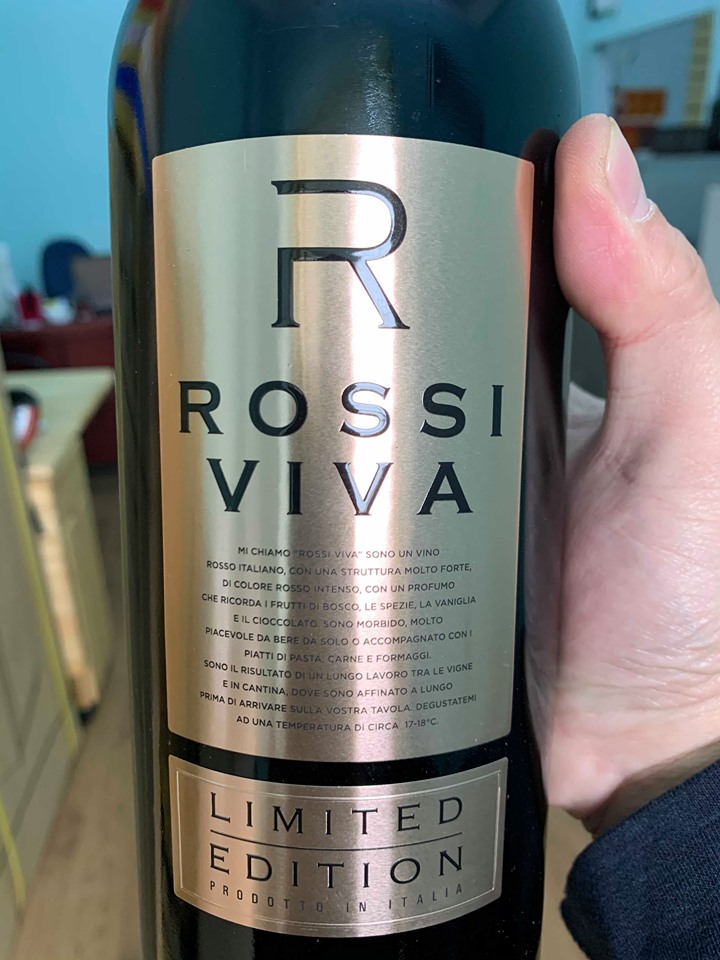 R
ROSSI
VIVA
MI CHIAMO "ROSSI VIVA" SONO UN VINO
ROSSO ITALIANO, CON UNA STRUTTURA MOLTO FORTE,
DI COLORE ROSSO INTENSO, CON UN PROFUMO
CHE RICORDA I FRUTTI DI BOSCO, LE SPEZIE, LA VANIGLIA
E IL CIOCCOLATO. SONO MORBIDO, MOLTO
PIACEVOLE DA BERE DA SOLO O ACCOMPAGNATO CON I
PIATTI DI PASTA, CARNE E FORMAGGI.
SONO IL RISULTATO DI UN LUNGO LAVORO TRA LE VIGNE
E IN CANTINA, DOVE SONO AFFINATO A LUNGO
PRIMA DI ARRIVARE SULLA VOSTRA TAVOLA. DEGUSTATEMI
AD UNA TEMPERATURA DI CIRCA 17-18°C.
LIMITED
EDITION
PRODOTTO IN ITALIA